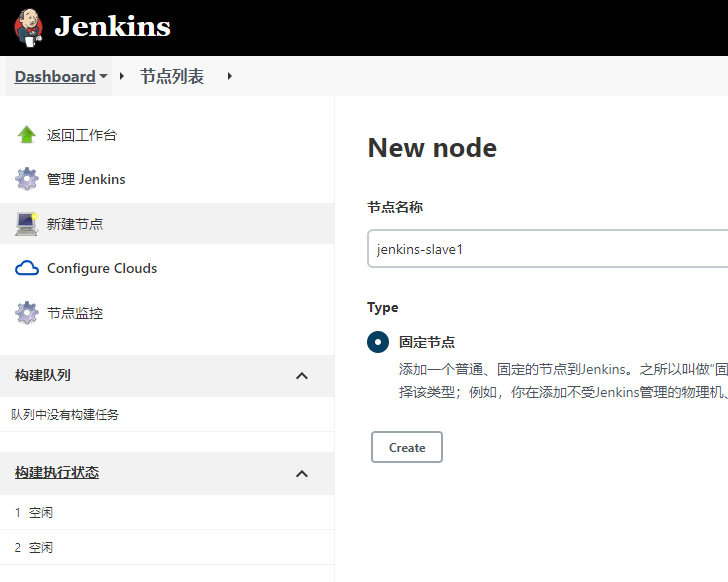 Jenkins
Dashboard
节点列表
返回工作台
管理 Jenkins
新建节点
Configure Clouds
节点监控
构建队列
队列中没有构建任务
构建执行状态
1 空闲
2 空闲
New node
节点名称
jenkins-slave1
Type
固定节点
添加一个普通、固定的节点到Jenkins。之所以叫做“固
择该类型；例如，你在添加不受Jenkins管理的物理机、
Create